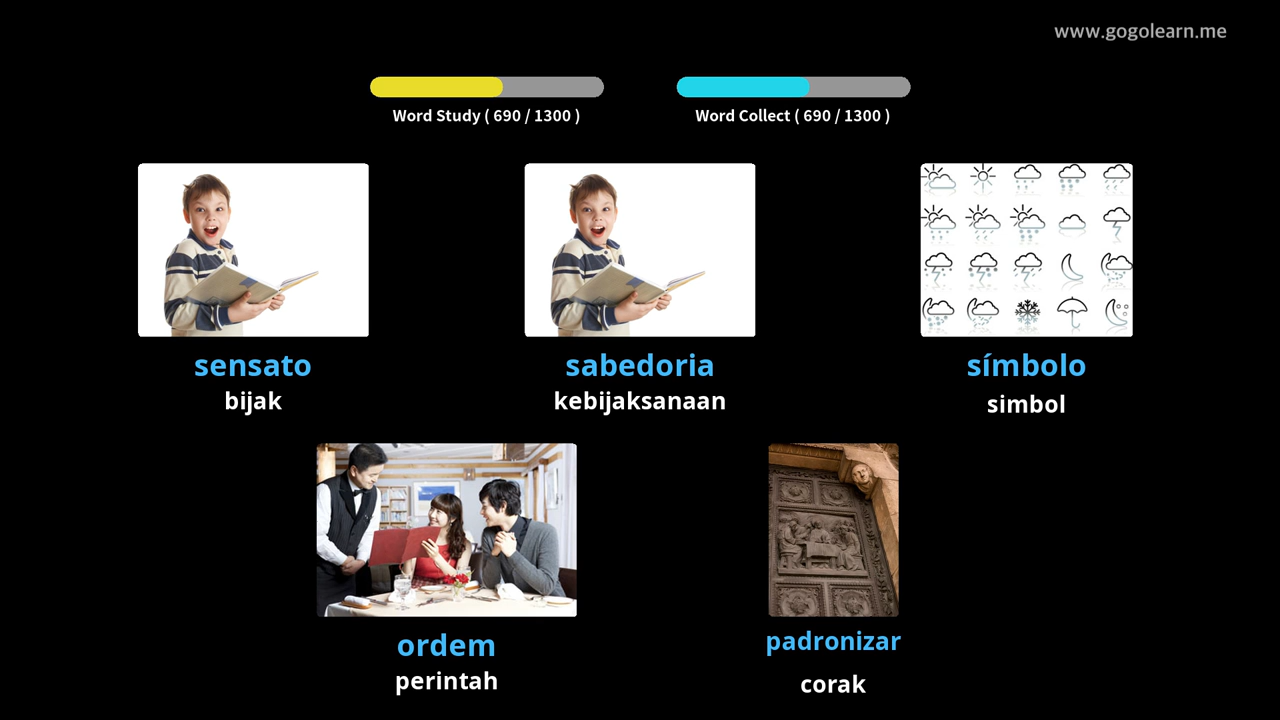 www.gogolearn.me
Word Study ( 690 / 1300 )
Word Collect ( 690 / 1300 )
sensato
bijak
sabedoria
kebijaksanaan
símbolo
simbol
ordem
perintah
padronizar
corak